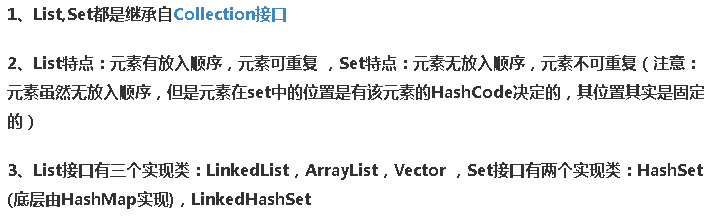 1、List,Set都是继承自Collection接口
2、List特点：元素有放入顺序，元素可重复 ，Set特点：元素无放入顺序，元素不可重复（注意：
元素虽然无放入顺序，但是元素在set中的位置是有该元素的HashCode决定的，其位置其实是固定
的）
3、List接口有三个实现类：LinkedList，ArrayList，Vector ，Set接口有两个实现类：HashSet
(底层由HashMap实现)，LinkedHashSet